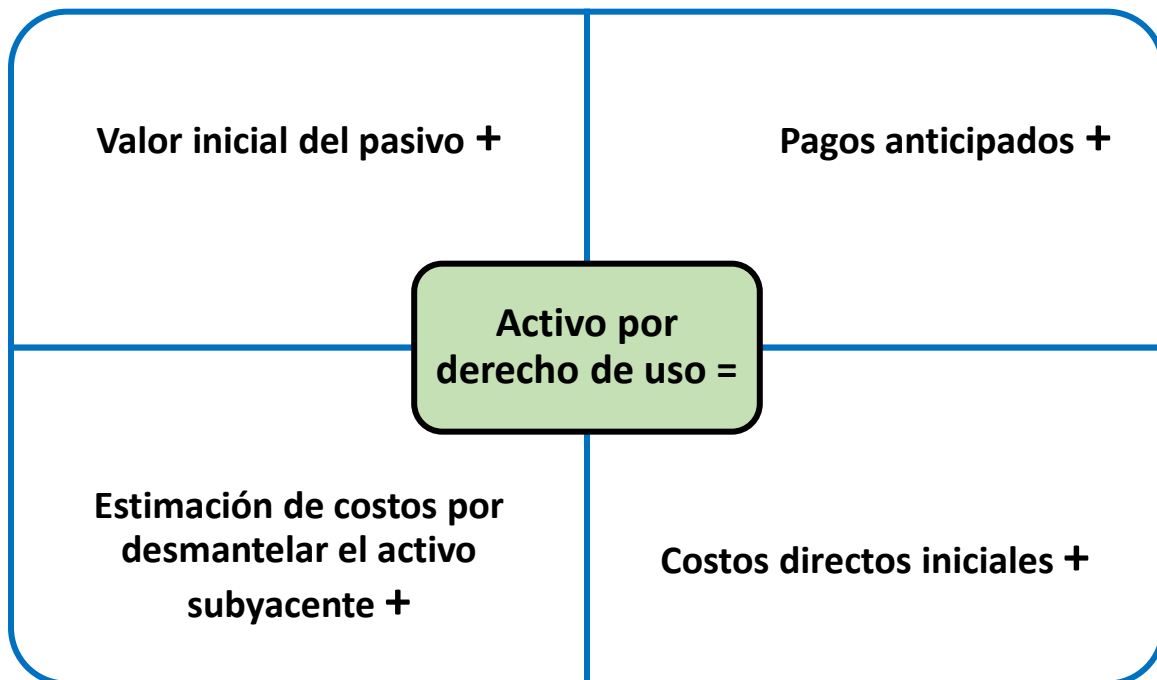 Valor inicial del pasivo +
Pagos anticipados +
Activo por
derecho de uso =
Estimación de costos por
desmantelar el activo
subyacente +
Costos directos iniciales +